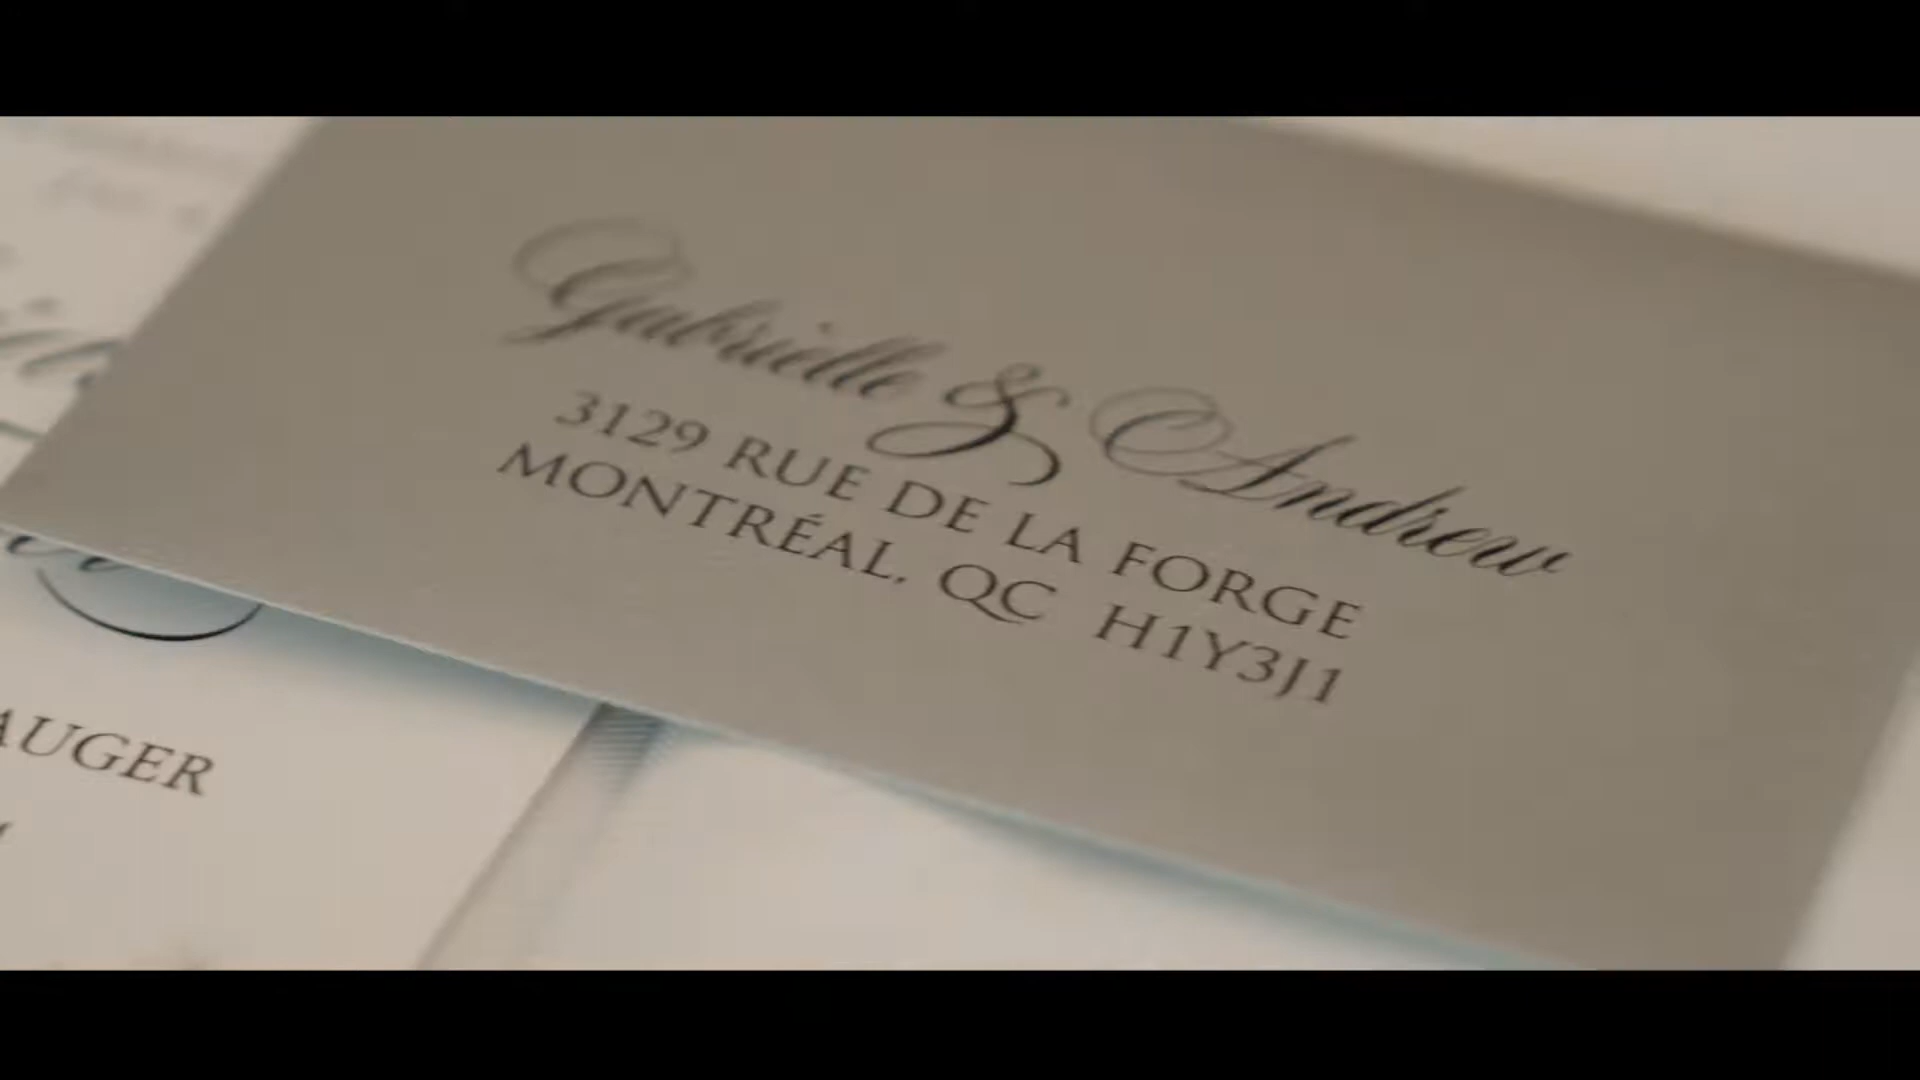 Gabrielle & Andrew
3129 RUE DE LA FORGE
MONTRÉAL, QC H1Y3J1
AUGER